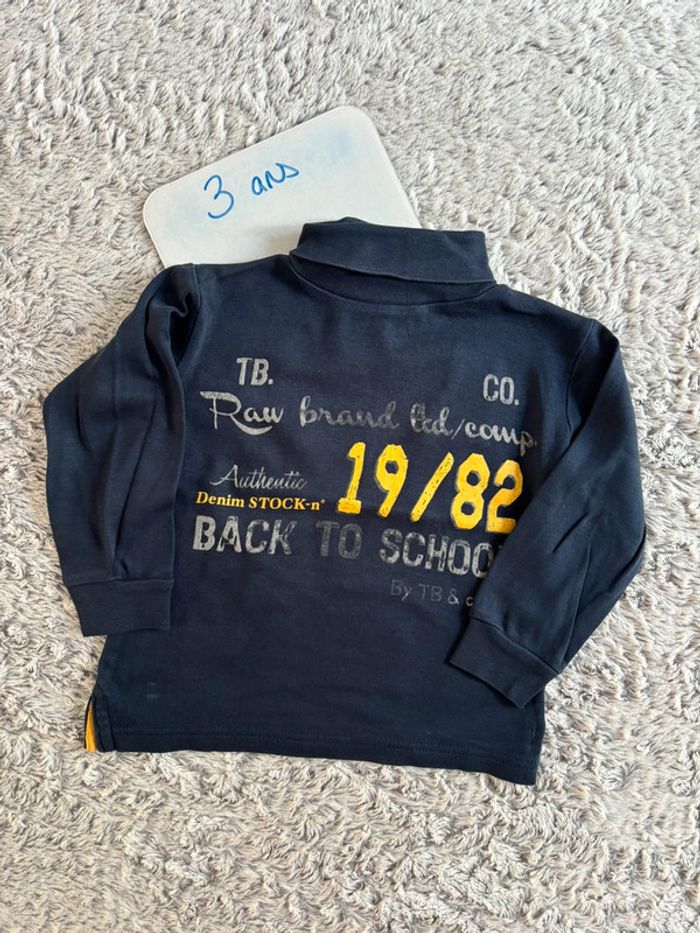 3 ans
TB. CO.
Raw brand ltd/comp.
Authentic 19/82
Denim STOCK-n°
BACK TO SCHOO
By TB &